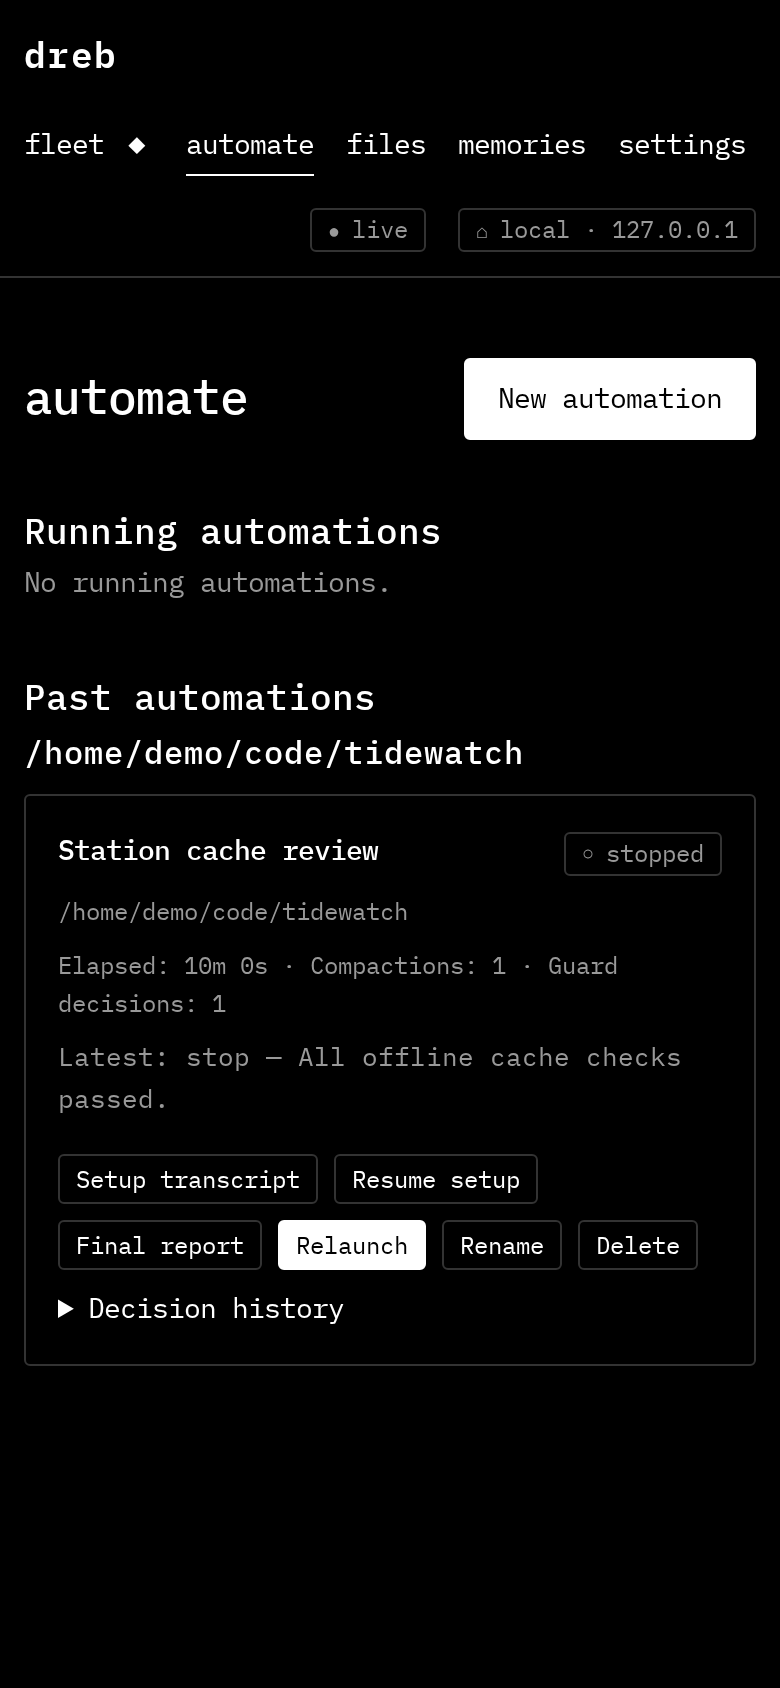 dreb
fleet ◆ automate files memories settings
● live ⌂ local · 127.0.0.1
automate New automation
Running automations
No running automations.
Past automations
/home/demo/code/tidewatch
Station cache review ○ stopped
/home/demo/code/tidewatch
Elapsed: 10m 0s · Compactions: 1 · Guard
decisions: 1
Latest: stop — All offline cache checks
passed.
Setup transcript Resume setup
Final report Relaunch Rename Delete
▶ Decision history